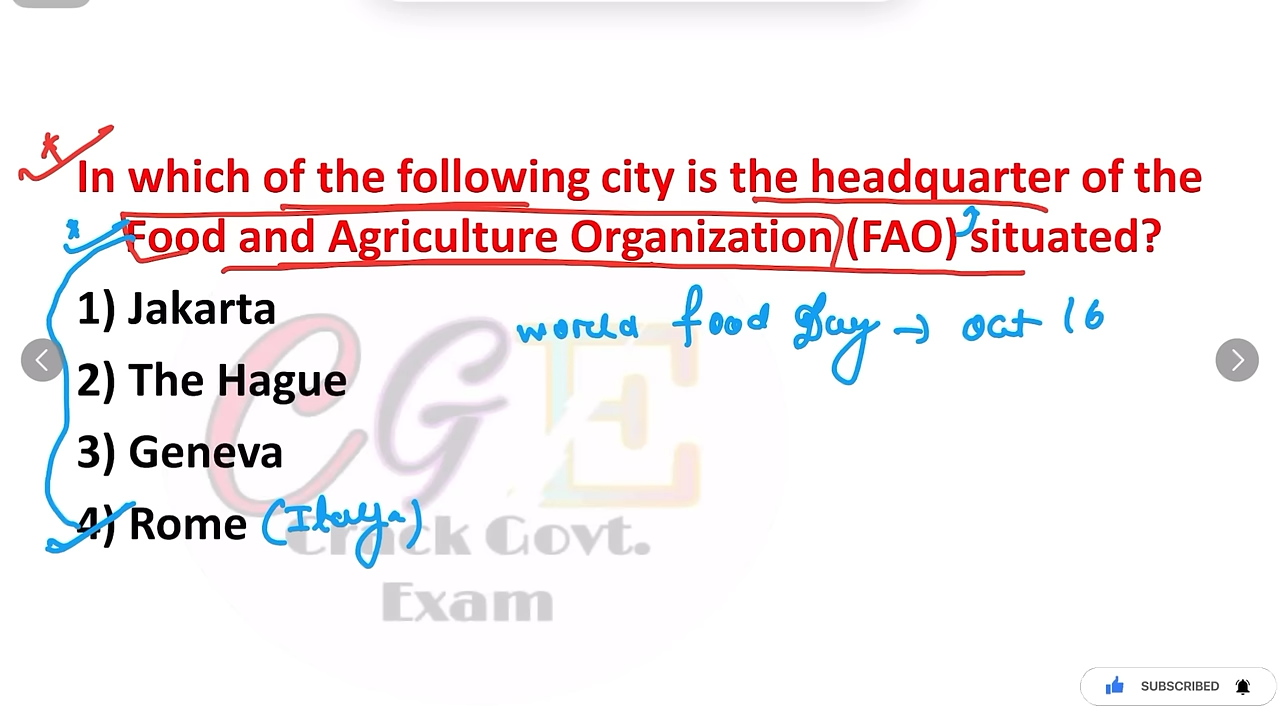 In which of the following city is the headquarter of the
Food and Agriculture Organization (FAO) situated?
1) Jakarta
world food Day → oct 16
2) The Hague
3) Geneva
4) Rome (Italy)
CGE
Crack Govt.
Exam
SUBSCRIBED